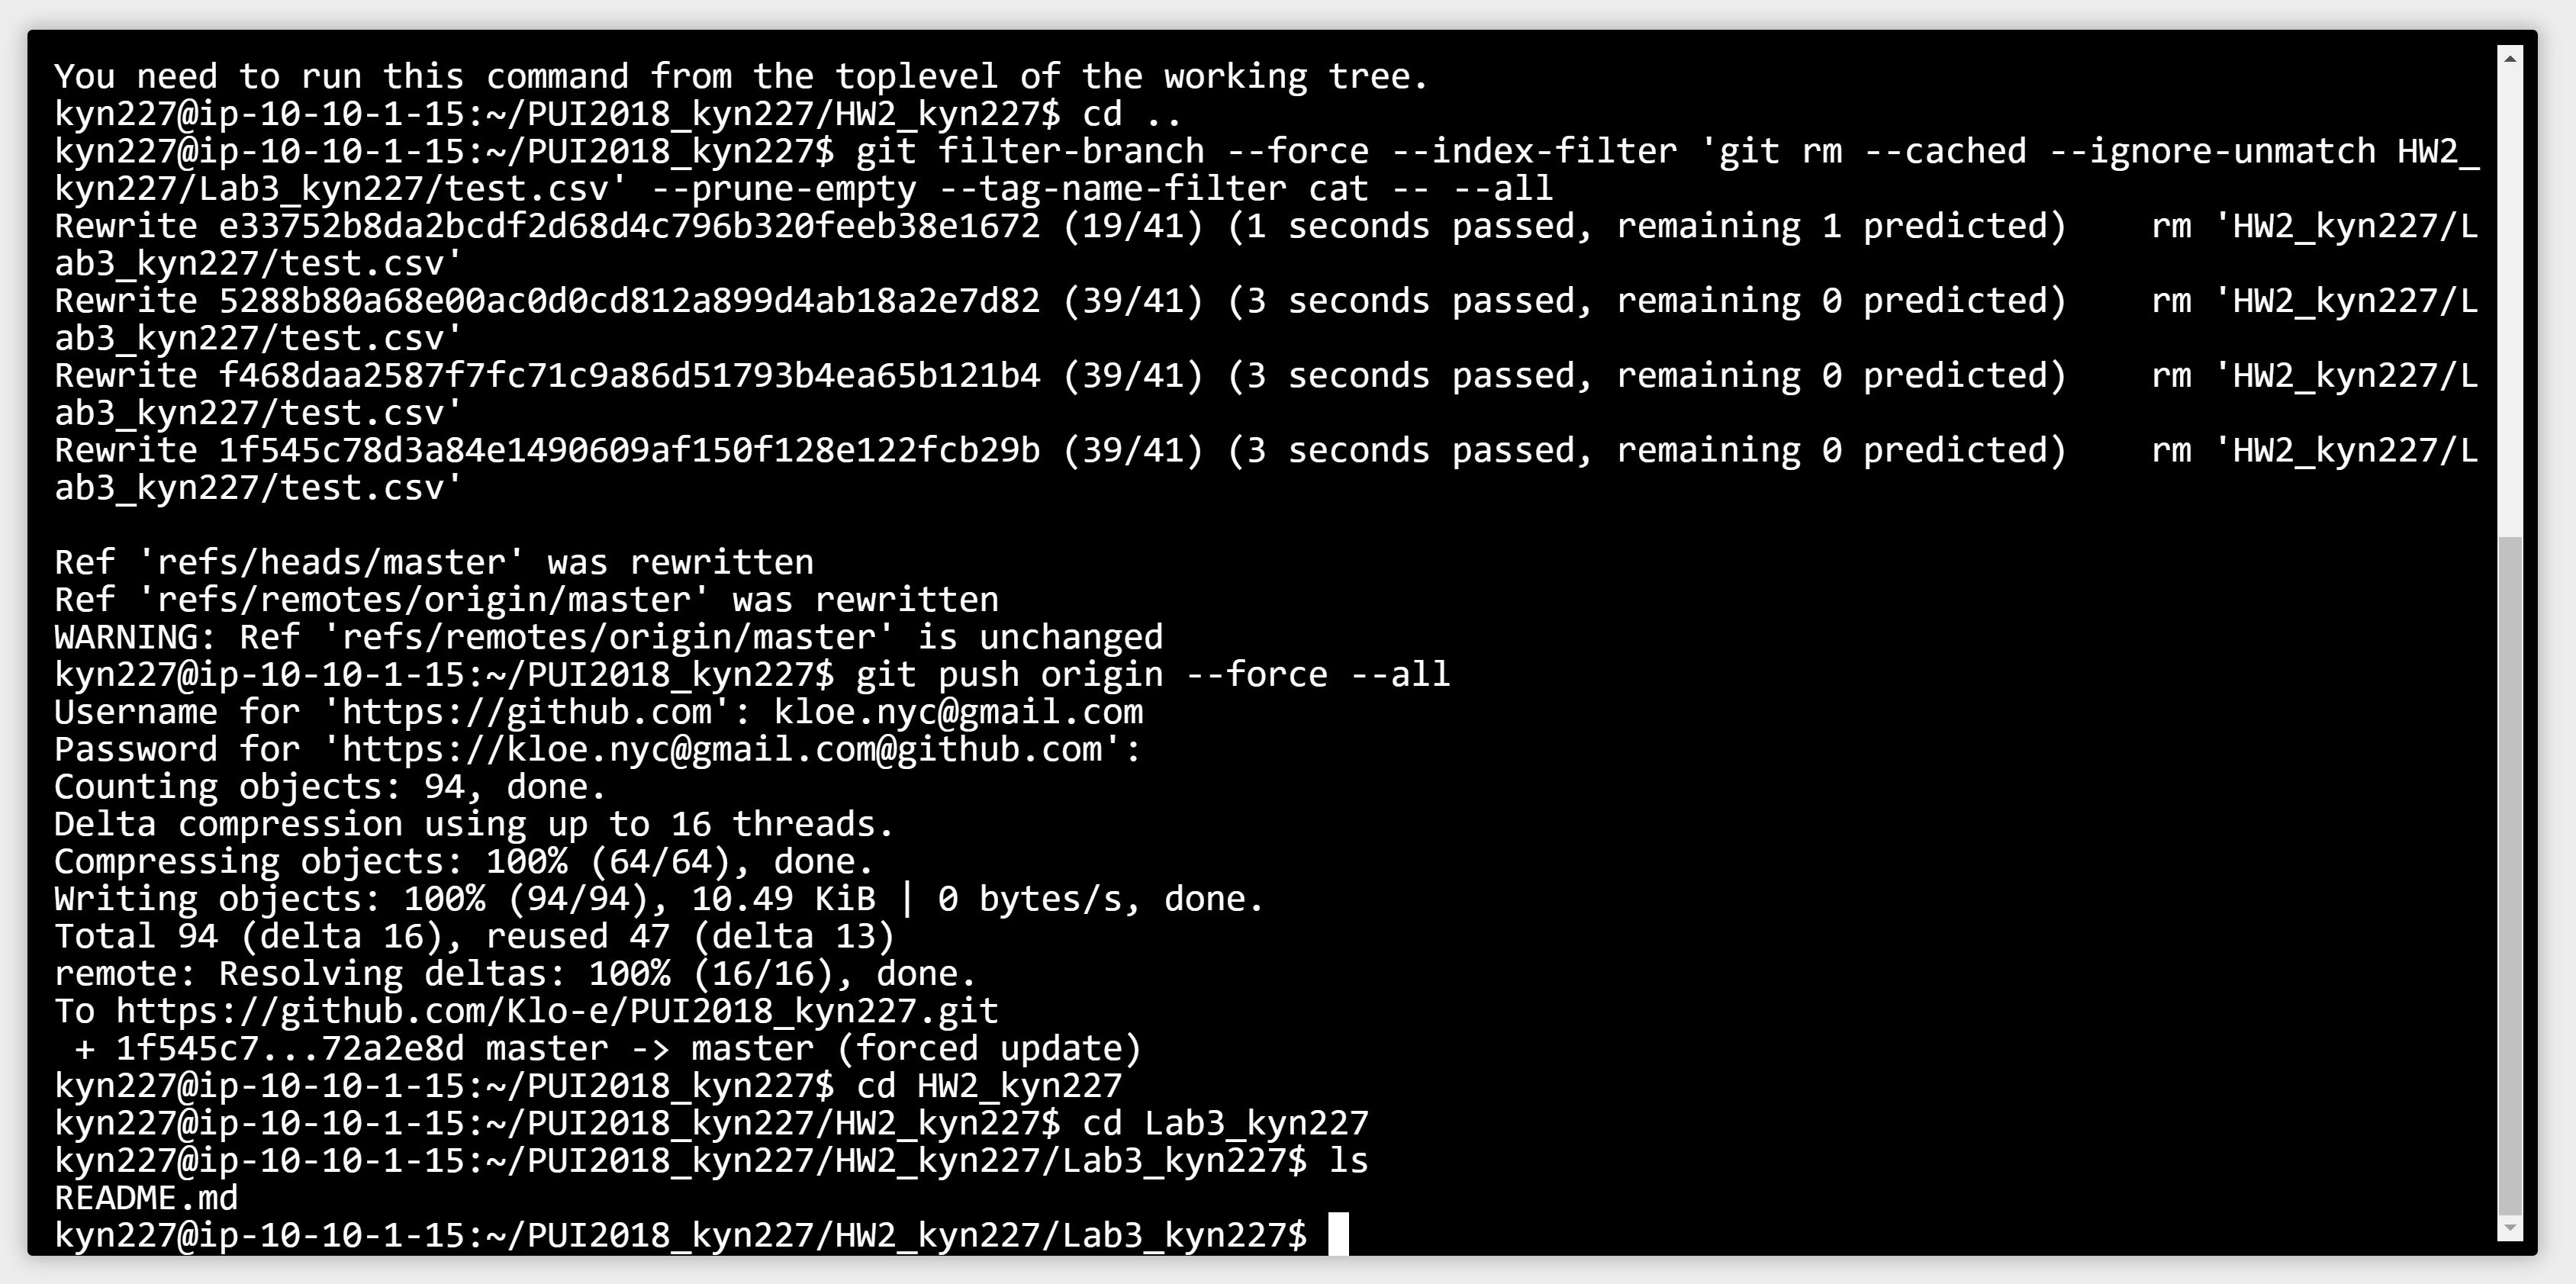 You need to run this command from the toplevel of the working tree.
kyn227@ip-10-10-1-15:~/PUI2018_kyn227/HW2_kyn227$ cd ..
kyn227@ip-10-10-1-15:~/PUI2018_kyn227$ git filter-branch --force --index-filter 'git rm --cached --ignore-unmatch HW2_
kyn227/Lab3_kyn227/test.csv' --prune-empty --tag-name-filter cat -- --all
Rewrite e33752b8da2bcdf2d68d4c796b320feeb38e1672 (19/41) (1 seconds passed, remaining 1 predicted)    rm 'HW2_kyn227/L
ab3_kyn227/test.csv'
Rewrite 5288b80a68e00ac0d0cd812a899d4ab18a2e7d82 (39/41) (3 seconds passed, remaining 0 predicted)    rm 'HW2_kyn227/L
ab3_kyn227/test.csv'
Rewrite f468daa2587f7fc71c9a86d51793b4ea65b121b4 (39/41) (3 seconds passed, remaining 0 predicted)    rm 'HW2_kyn227/L
ab3_kyn227/test.csv'
Rewrite 1f545c78d3a84e1490609af150f128e122fcb29b (39/41) (3 seconds passed, remaining 0 predicted)    rm 'HW2_kyn227/L
ab3_kyn227/test.csv'
Ref 'refs/heads/master' was rewritten
Ref 'refs/remotes/origin/master' was rewritten
WARNING: Ref 'refs/remotes/origin/master' is unchanged
kyn227@ip-10-10-1-15:~/PUI2018_kyn227$ git push origin --force --all
Username for 'https://github.com': kloe.nyc@gmail.com
Password for 'https://kloe.nyc@gmail.com@github.com':
Counting objects: 94, done.
Delta compression using up to 16 threads.
Compressing objects: 100% (64/64), done.
Writing objects: 100% (94/94), 10.49 KiB | 0 bytes/s, done.
Total 94 (delta 16), reused 47 (delta 13)
remote: Resolving deltas: 100% (16/16), done.
To https://github.com/Klo-e/PUI2018_kyn227.git
 + 1f545c7...72a2e8d master -> master (forced update)
kyn227@ip-10-10-1-15:~/PUI2018_kyn227$ cd HW2_kyn227
kyn227@ip-10-10-1-15:~/PUI2018_kyn227/HW2_kyn227$ cd Lab3_kyn227
kyn227@ip-10-10-1-15:~/PUI2018_kyn227/HW2_kyn227/Lab3_kyn227$ ls
README.md
kyn227@ip-10-10-1-15:~/PUI2018_kyn227/HW2_kyn227/Lab3_kyn227$